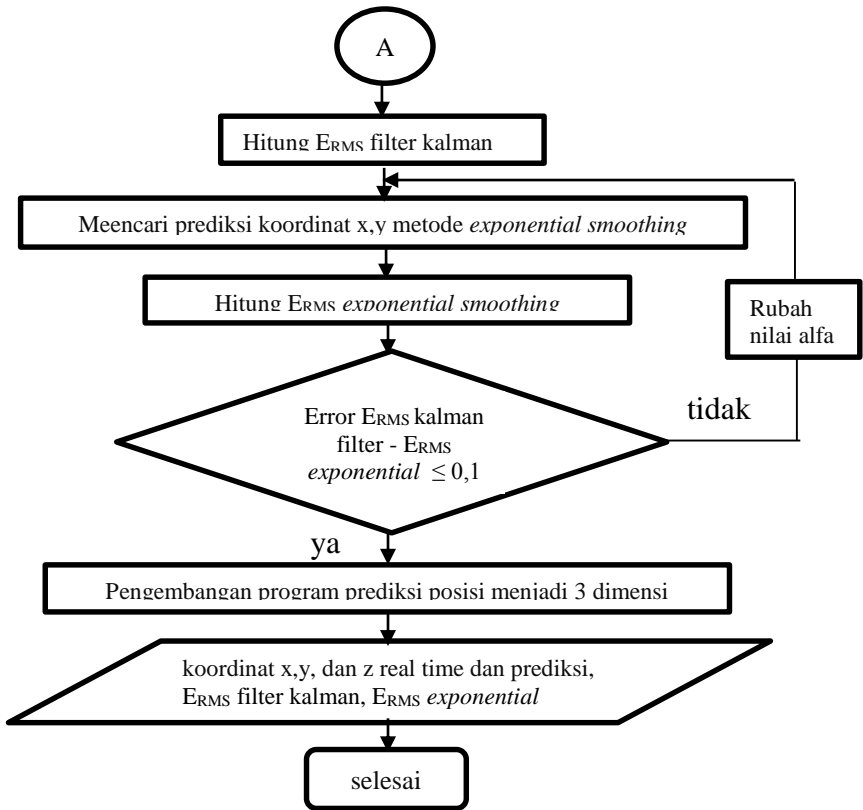 A
Hitung ERMS filter kalman
Meencari prediksi koordinat x,y metode exponential smoothing
Hitung ERMS exponential smoothing
Rubah
nilai alfa
Error ERMS kalman
filter - ERMS
exponential ≤ 0,1
tidak
ya
Pengembangan program prediksi posisi menjadi 3 dimensi
koordinat x,y, dan z real time dan prediksi,
ERMS filter kalman, ERMS exponential
selesai